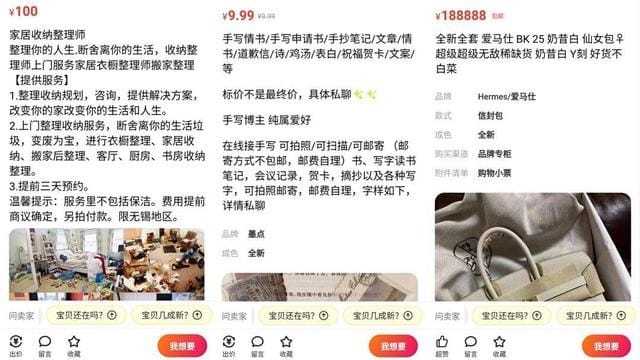 ¥100
家居收纳整理师
整理你的人生.断舍离你的生活，收纳整
理师上门服务家居衣橱整理师搬家整理
【提供服务】
1.整理收纳规划，咨询，提供解决方案，
改变你的家改变你的生活和人生。
2.上门整理收纳服务，断舍离你的生活垃
圾，变废为宝，进行衣橱整理、家居收
纳、搬家后整理、客厅、厨房、书房收纳
整理。
3.提前三天预约。
温馨提示：服务里不包括保洁。费用提前
商议确定，另拍付款。限无锡地区。
问卖家
宝贝还在吗？
宝贝几成新？
出价
留言
收藏
我想要
¥9.99 ¥9.99
手写情书/手写申请书/手抄笔记/文章/情
书/道歉信/诗/鸡汤/表白/祝福贺卡/文案/
等
标价不是最终价，具体私聊✨✨
手写博主 纯属爱好
在线接手写 可拍照/可扫描/可邮寄 （邮
寄方式不包邮，邮费自理）书、写字读书
笔记，会议记录，贺卡，摘抄以及各种写
字，可拍照邮寄，邮费自理，字样如下，
详情私聊
品牌 墨点
成色 全新
问卖家
宝贝还在吗？
宝贝几成新？
出价
留言
收藏
我想要
¥188888 包邮
全新全套 爱马仕 BK 25 奶昔白 仙女包♀
超级超级无敌稀缺货 奶昔白 Y刻 好货不
白菜
品牌 Hermes/爱马仕
款式 信封包
成色 全新
购买渠道 品牌专柜
附件清单 购物小票
问卖家
宝贝还在吗？
宝贝几成新？
超赞
留言
收藏
我想要